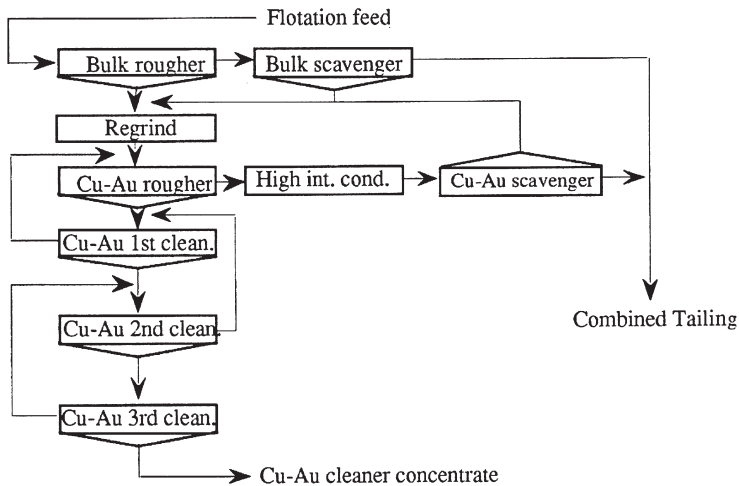 Flotation feed
Bulk rougher
Bulk scavenger
Regrind
Cu-Au rougher
High int. cond.
Cu-Au scavenger
Cu-Au 1st clean.
Cu-Au 2nd clean.
Combined Tailing
Cu-Au 3rd clean.
Cu-Au cleaner concentrate